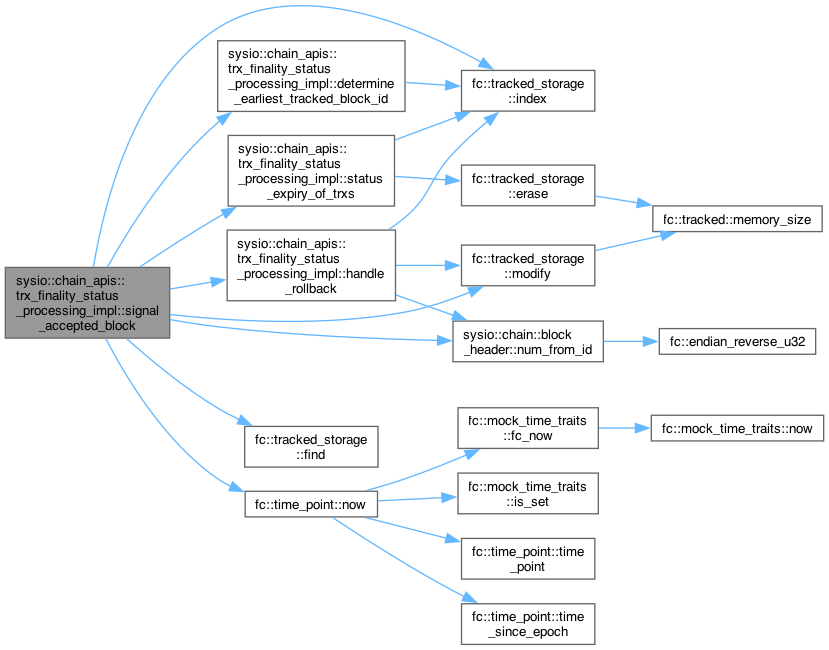 sysio::chain_apis::
trx_finality_status
_processing_impl::signal
_accepted_block
sysio::chain_apis::
trx_finality_status
_processing_impl::determine
_earliest_tracked_block_id
fc::tracked_storage
::index
sysio::chain_apis::
trx_finality_status
_processing_impl::status
_expiry_of_trxs
fc::tracked_storage
::erase
fc::tracked::memory_size
sysio::chain_apis::
trx_finality_status
_processing_impl::handle
_rollback
fc::tracked_storage
::modify
sysio::chain::block
_header::num_from_id
fc::endian_reverse_u32
fc::tracked_storage
::find
fc::time_point::now
fc::mock_time_traits
::fc_now
fc::mock_time_traits::now
fc::mock_time_traits
::is_set
fc::time_point::time
_point
fc::time_point::time
_since_epoch